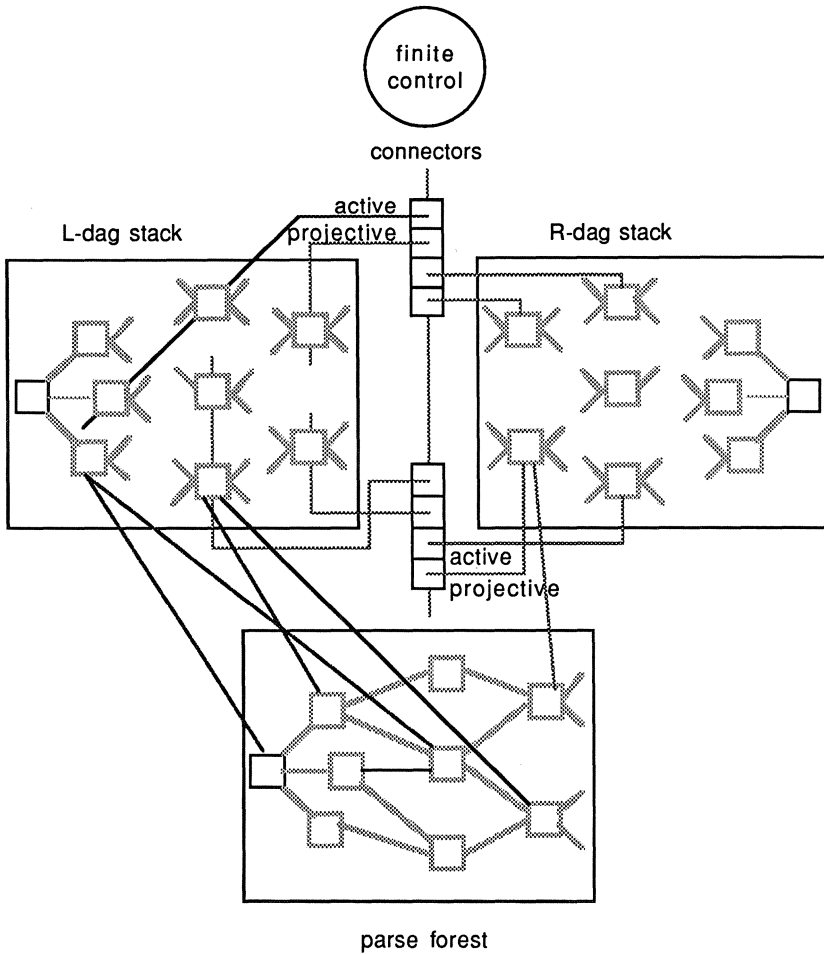 finite
control
connectors
active
L-dag stack
projective
R-dag stack
active
projective
parse forest